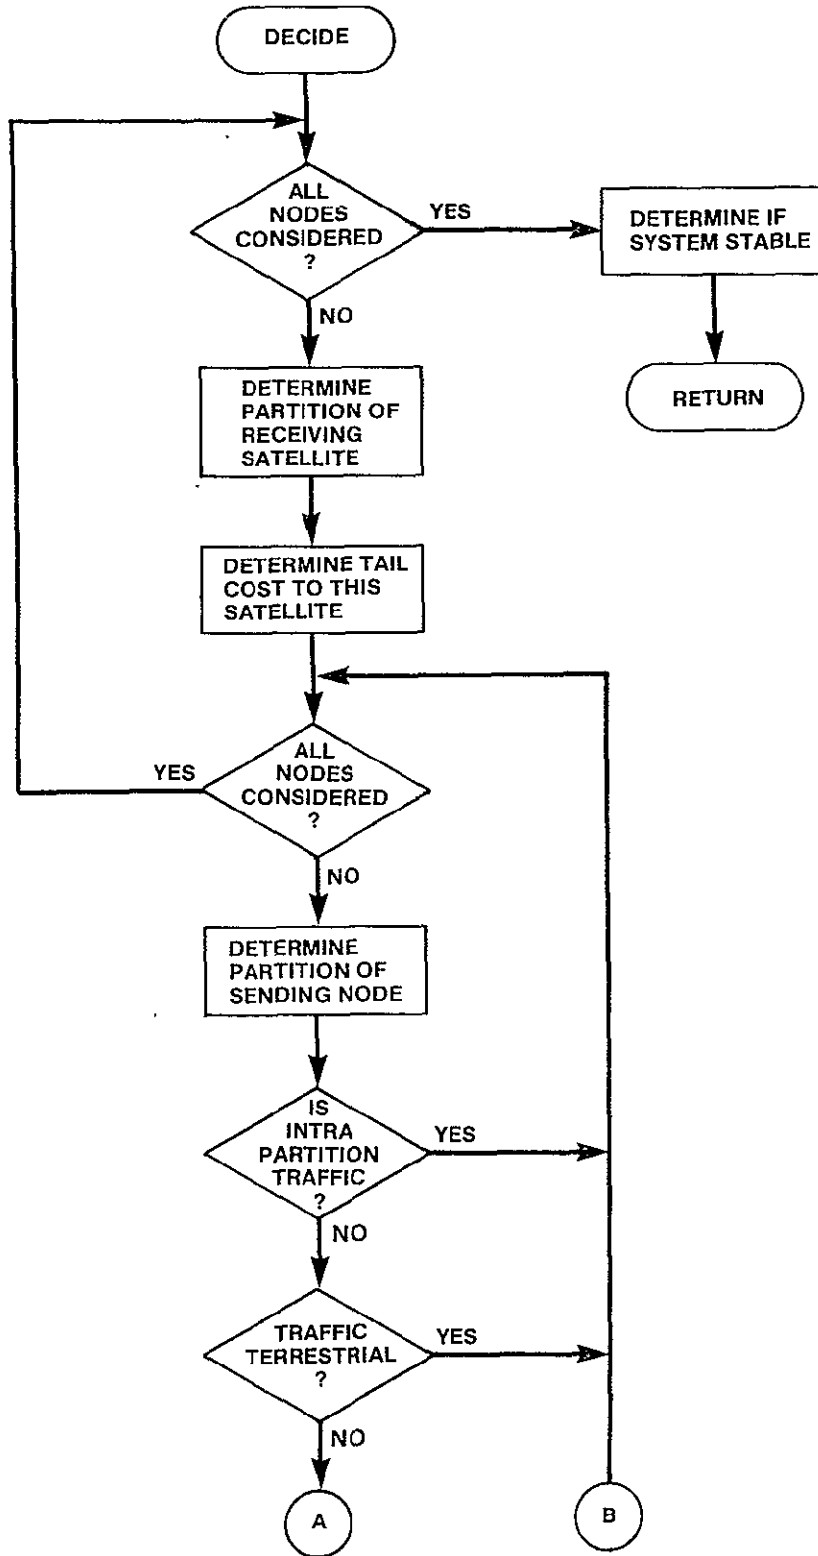 DECIDE
ALL
NODES
CONSIDERED
?
YES
DETERMINE IF
SYSTEM STABLE
NO
RETURN
DETERMINE
PARTITION OF
RECEIVING
SATELLITE
DETERMINE TAIL
COST TO THIS
SATELLITE
ALL
NODES
CONSIDERED
?
YES
NO
DETERMINE
PARTITION OF
SENDING NODE
IS
INTRA
PARTITION
TRAFFIC
?
YES
NO
TRAFFIC
TERRESTRIAL
?
YES
NO
A
B